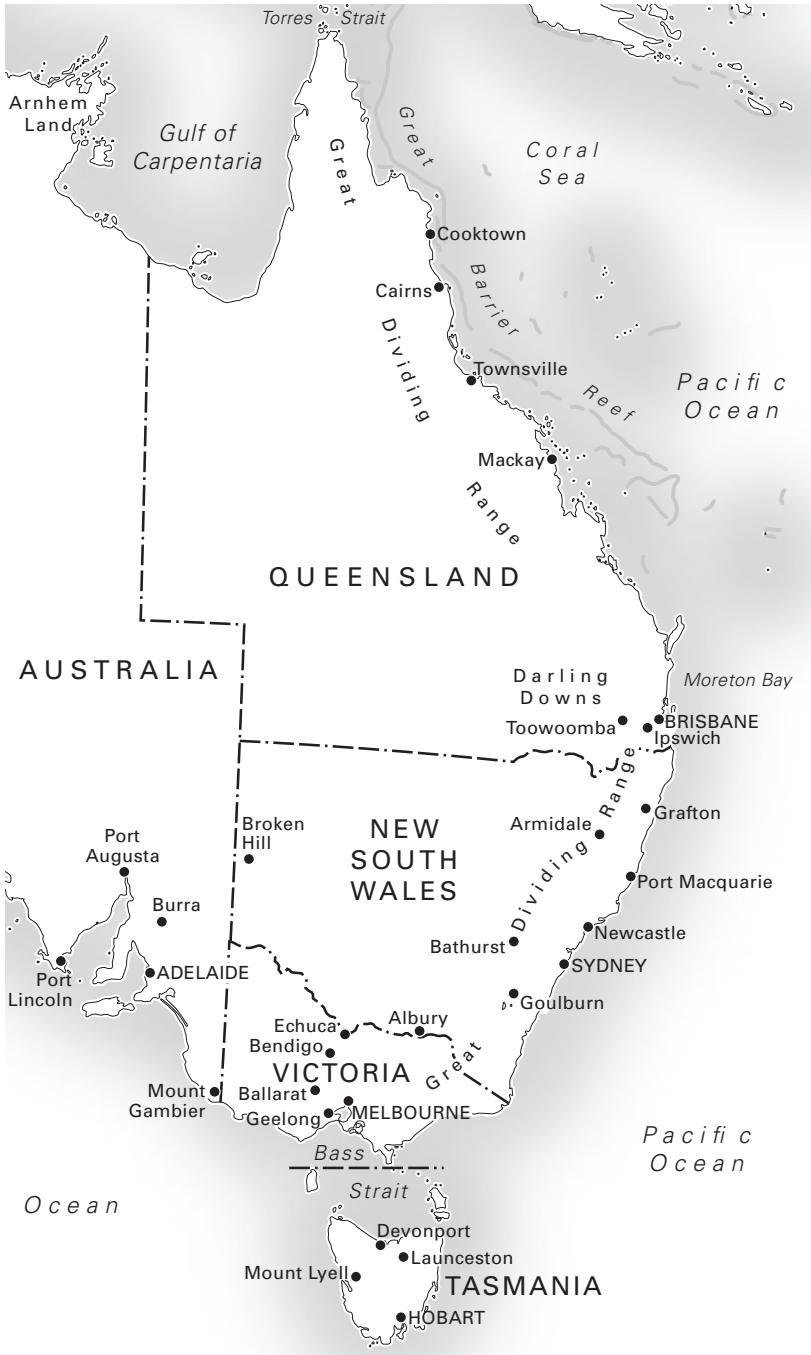 Torres Strait
Arnhem
Land
Gulf of
Carpentaria
Great
Great
Coral
Sea
Cooktown
Barrier
Cairns
Dividing
Townsville
Reef
Pacific
Ocean
Mackay
Range
QUEENSLAND
AUSTRALIA
Darling
Downs
Moreton Bay
Toowoomba
BRISBANE
Ipswich
Range
Broken
Hill
NEW
SOUTH
WALES
Armidale
Grafton
Port
Augusta
Dividing
Port Macquarie
Burra
Newcastle
Bathurst
SYDNEY
ADELAIDE
Port
Lincoln
Goulburn
Echuca
Albury
Bendigo
Great
VICTORIA
Mount
Gambier
Ballarat
Geelong
MELBOURNE
Bass
Strait
Pacific
Ocean
Ocean
Devonport
Launceston
Mount Lyell
TASMANIA
HOBART